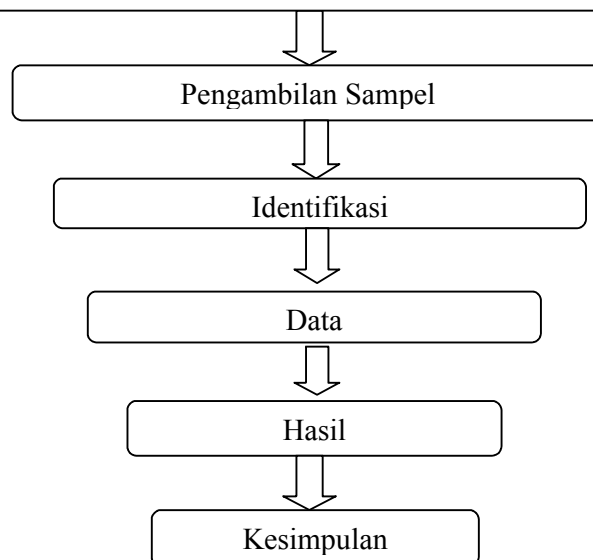 Pengambilan Sampel
Identifikasi
Data
Hasil
Kesimpulan